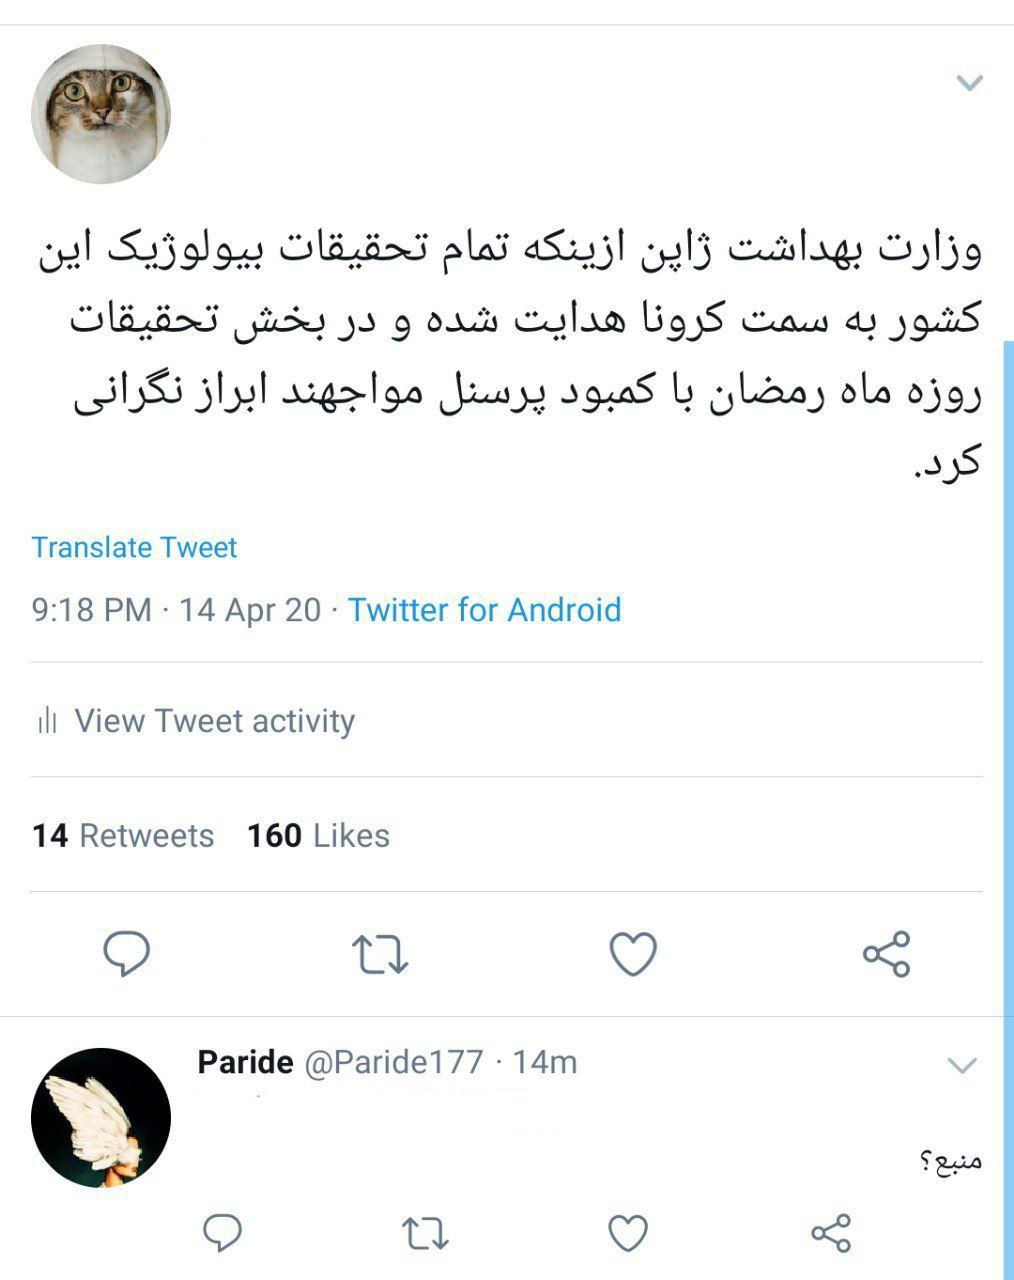 وزارت بهداشت ژاپن ازینکه تمام تحقیقات بیولوژیک این
کشور به سمت کرونا هدایت شده و در بخش تحقیقات
روزه ماه رمضان با کمبود پرسنل مواجهند ابراز نگرانی
کرد.
Translate Tweet
9:18 PM · 14 Apr 20 · Twitter for Android
View Tweet activity
14 Retweets 160 Likes
Paride @Paride177 · 14m
منبع؟